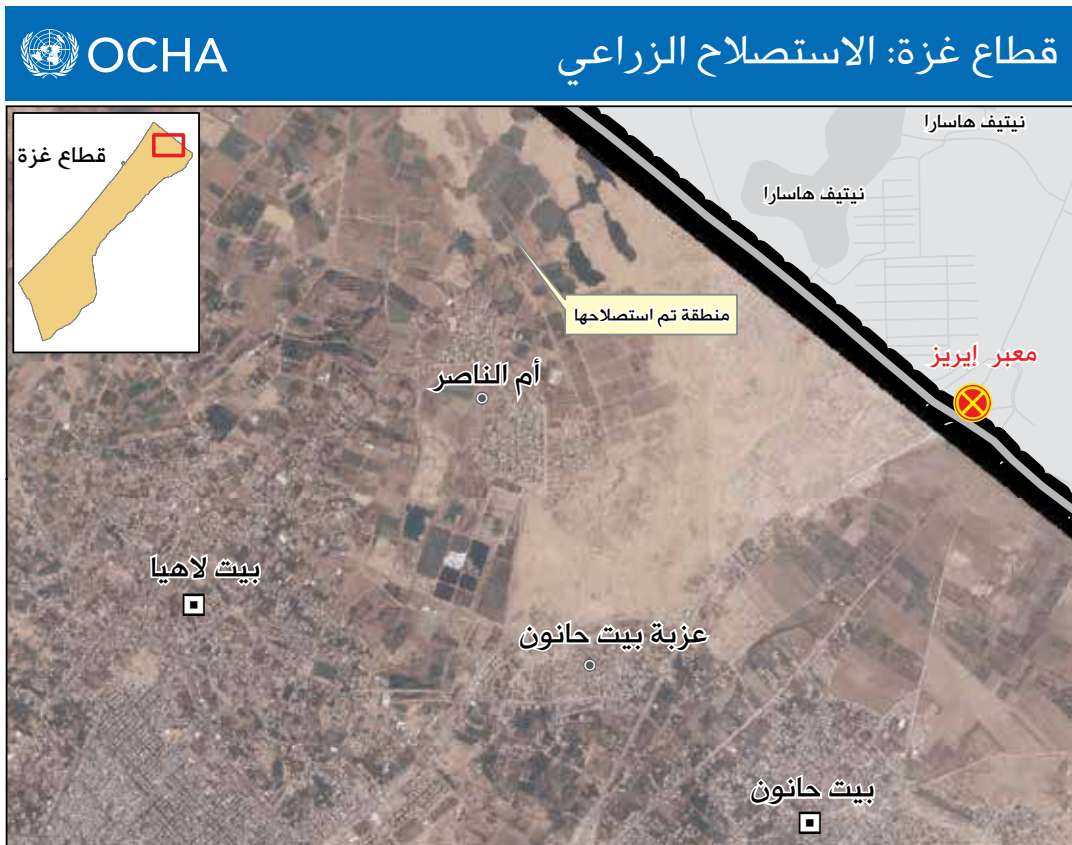 OCHA
قطاع غزة: الاستصلاح الزراعي
قطاع غزة
نيتيف هاسارا
نيتيف هاسارا
منطقة تم استصلاحها
معبر إيريز
أم الناصر
بيت لاهيا
عزبة بيت حانون
بيت حانون